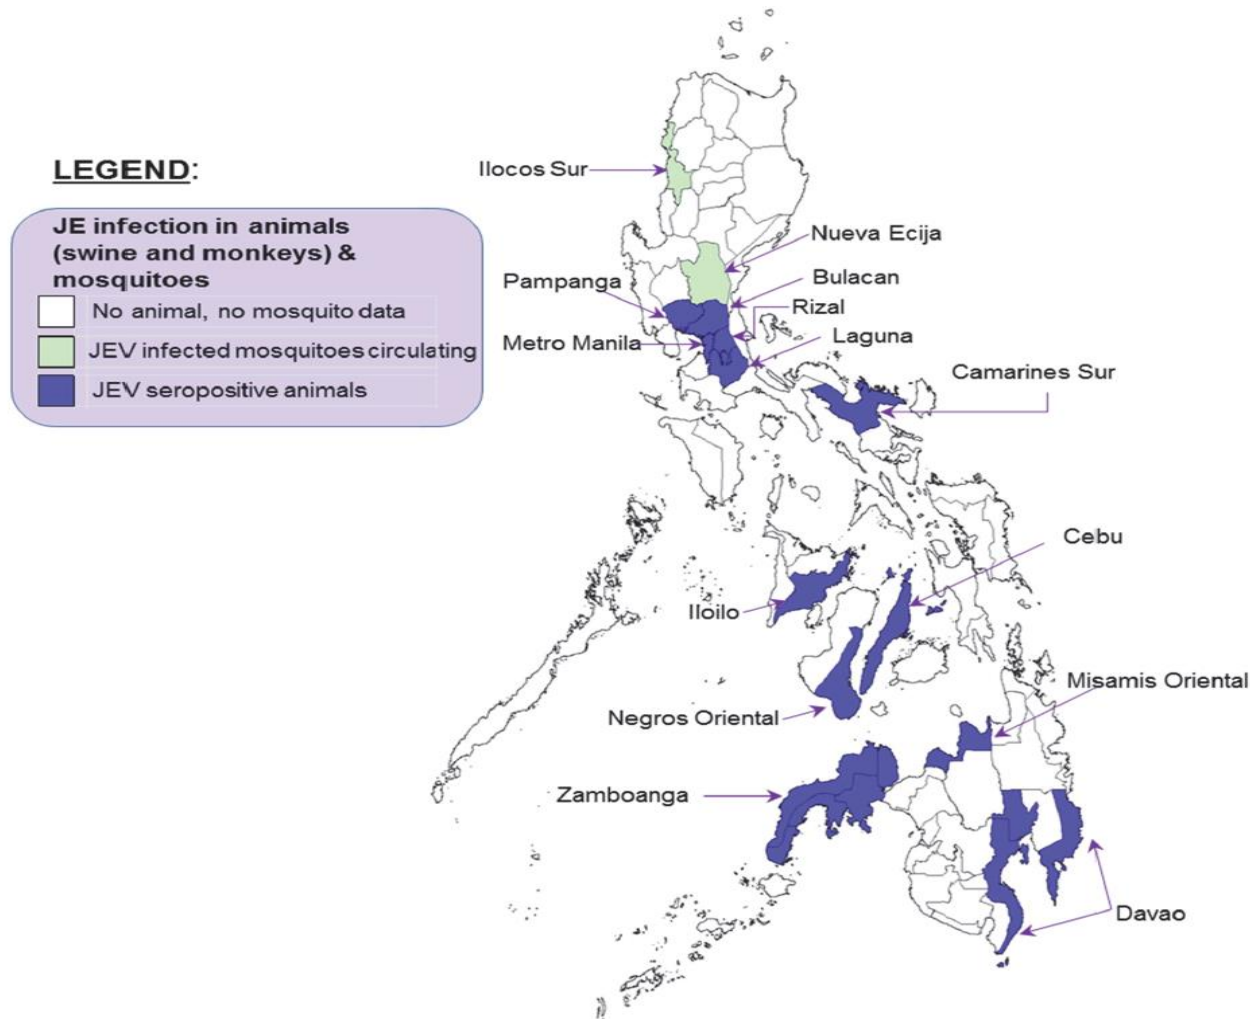 LEGEND:
JE infection in animals
(swine and monkeys) &
mosquitoes
No animal, no mosquito data
JEV infected mosquitoes circulating
JEV seropositive animals
Ilocos Sur
Nueva Ecija
Pampanga
Bulacan
Rizal
Metro Manila
Laguna
Camarines Sur
Cebu
Iloilo
Misamis Oriental
Negros Oriental
Zamboanga
Davao